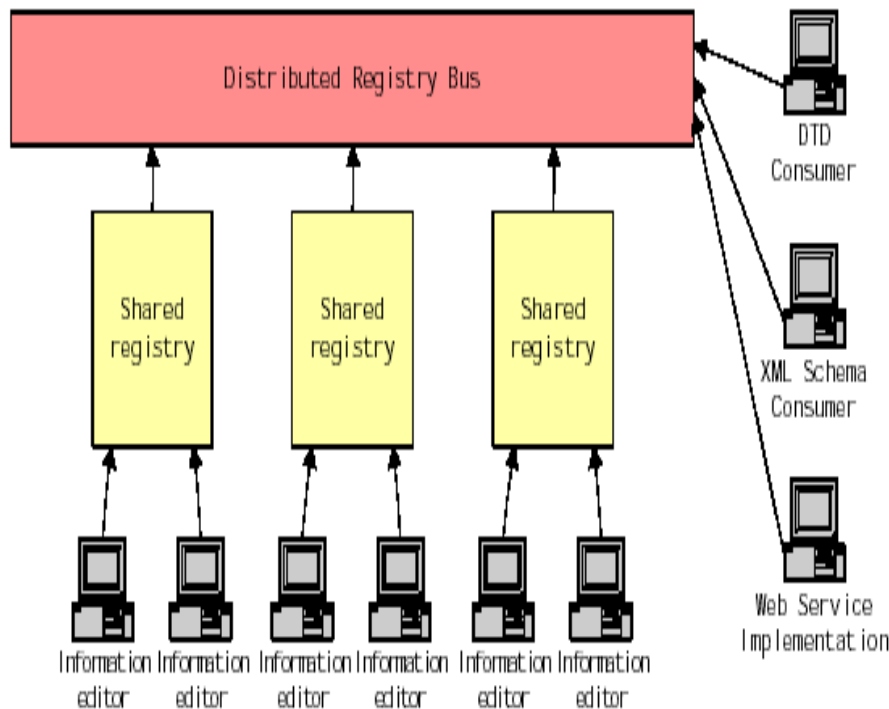 Distributed Registry Bus
DTD
Consumer
Shared
registry
Shared
registry
Shared
registry
XML Schema
Consumer
Web Service
Implementation
Information
editor
Information
editor
Information
editor
Information
editor
Information
editor
Information
editor